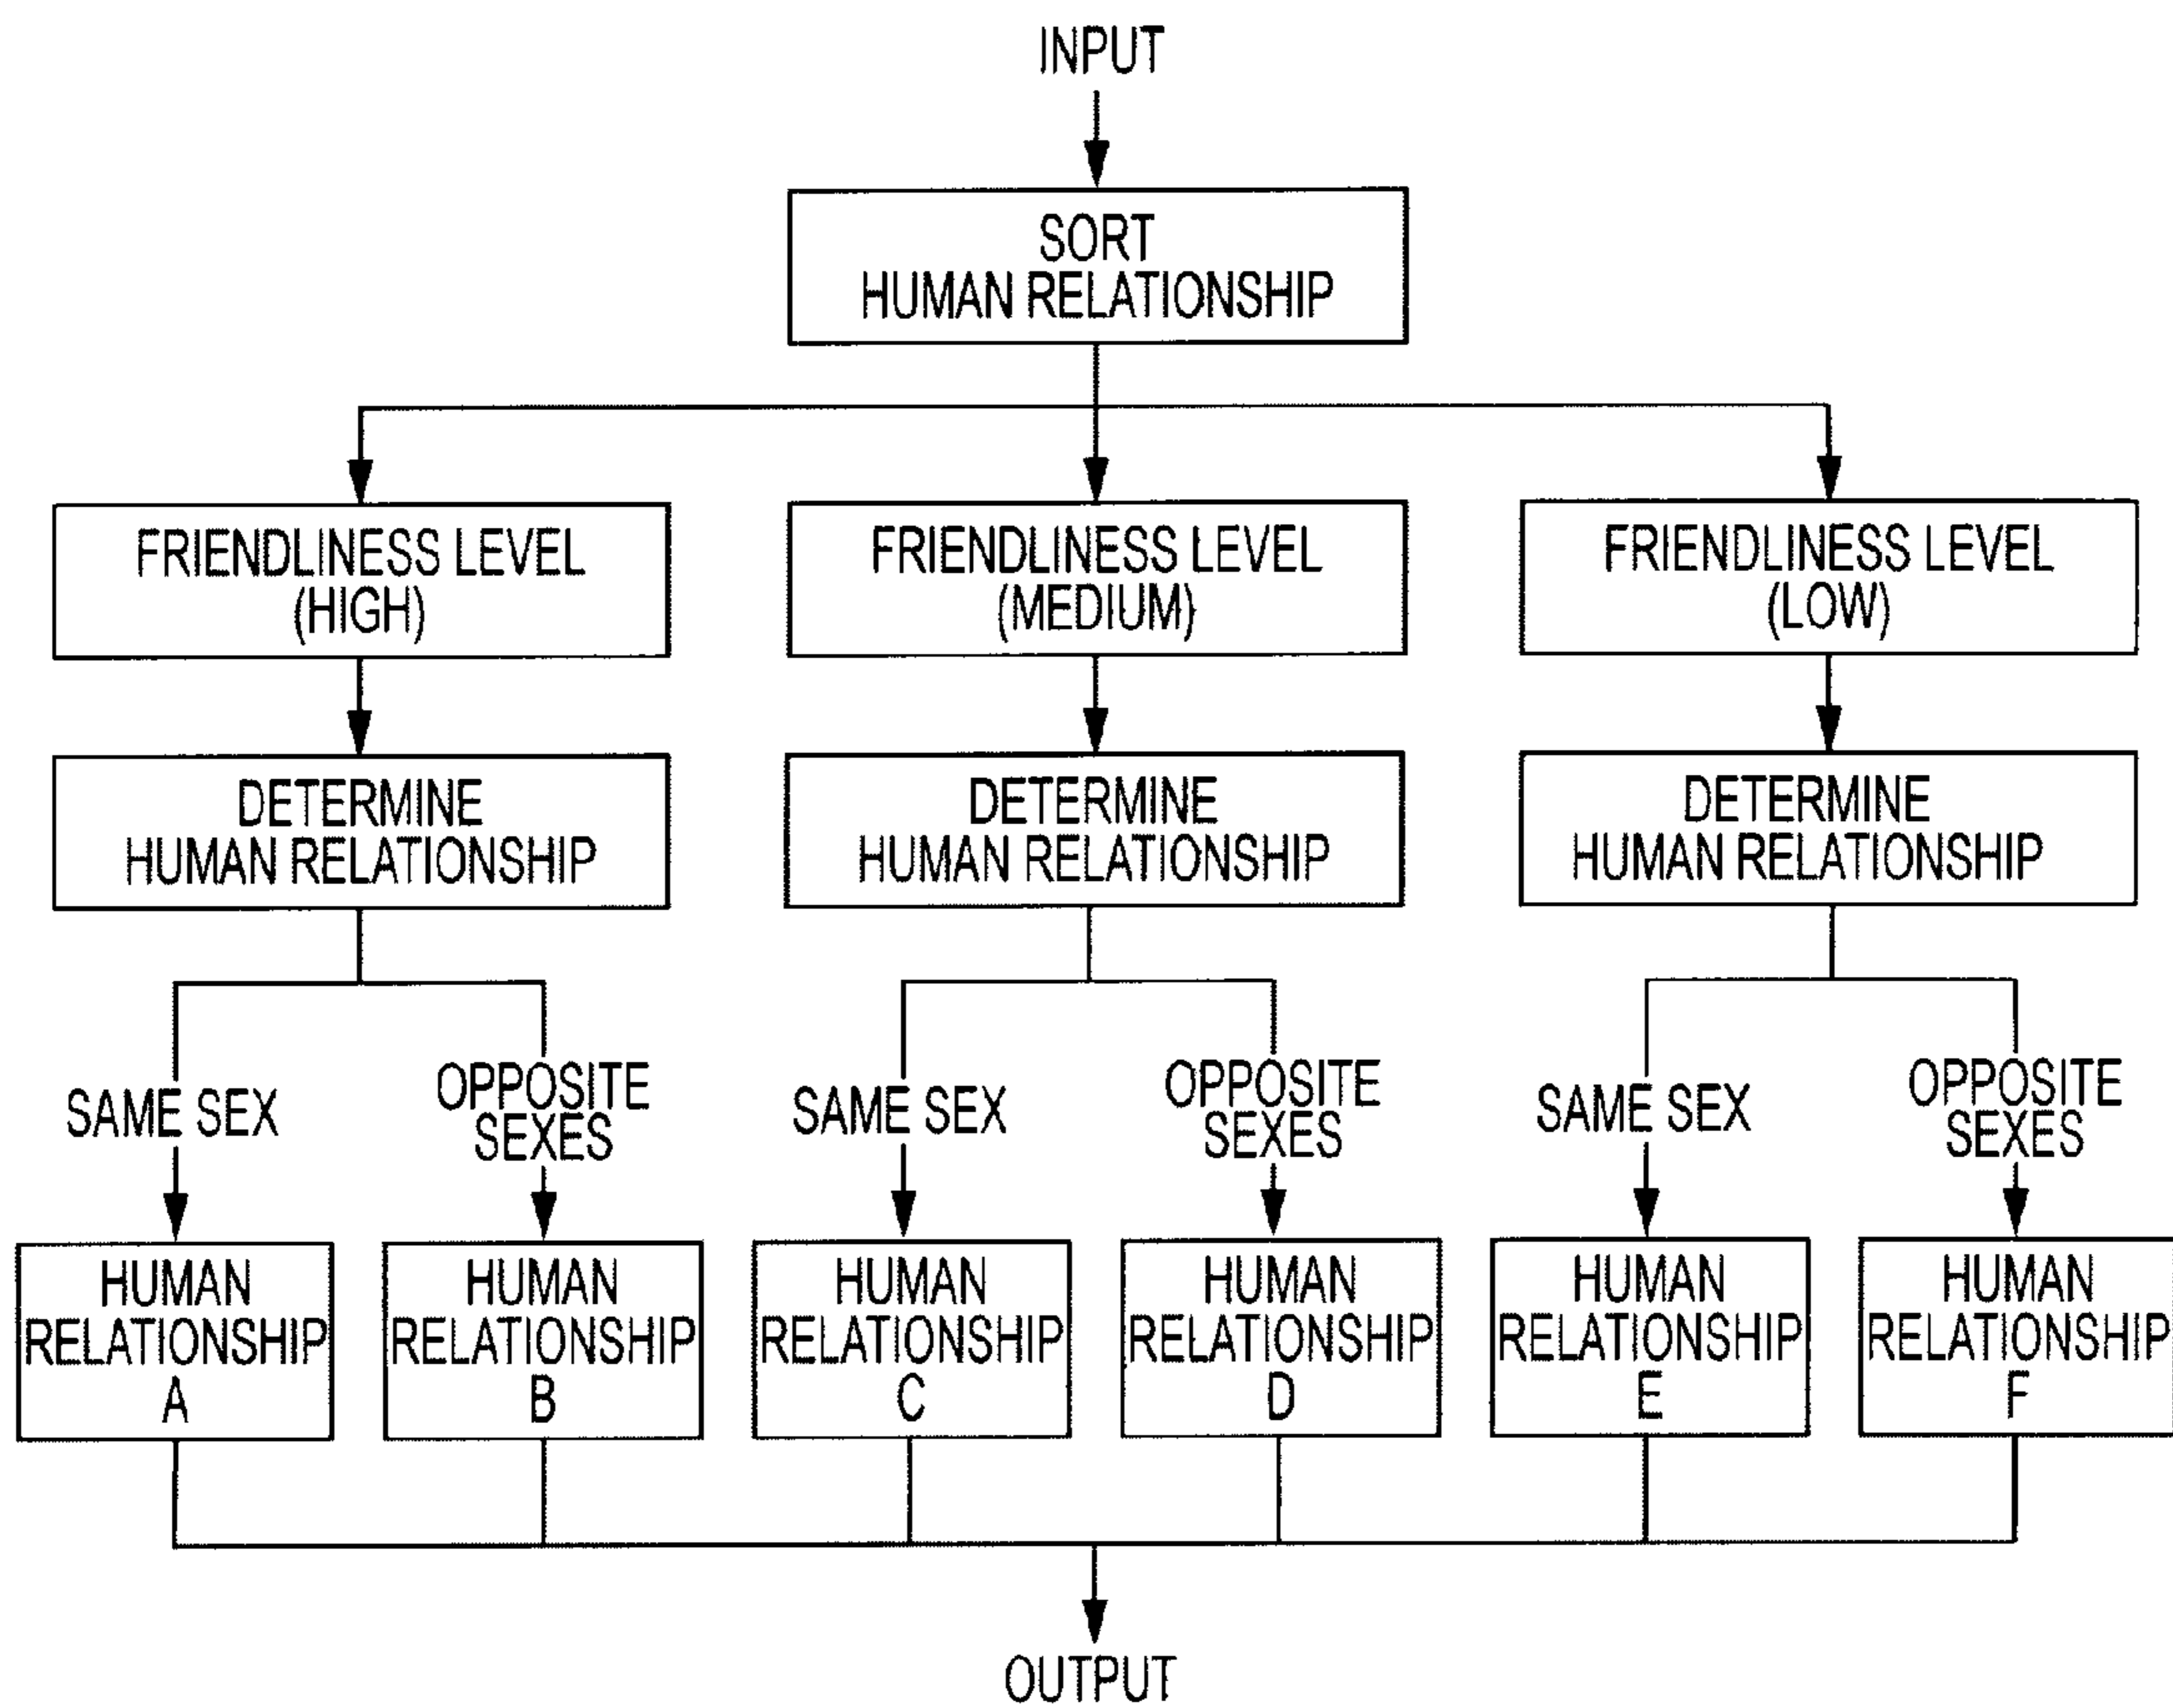 INPUT
SORT
HUMAN RELATIONSHIP
FRIENDLINESS LEVEL
(HIGH)
FRIENDLINESS LEVEL
(MEDIUM)
FRIENDLINESS LEVEL
(LOW)
DETERMINE
HUMAN RELATIONSHIP
DETERMINE
HUMAN RELATIONSHIP
DETERMINE
HUMAN RELATIONSHIP
SAME SEX
OPPOSITE
SEXES
SAME SEX
OPPOSITE
SEXES
SAME SEX
OPPOSITE
SEXES
HUMAN
RELATIONSHIP
A
HUMAN
RELATIONSHIP
B
HUMAN
RELATIONSHIP
C
HUMAN
RELATIONSHIP
D
HUMAN
RELATIONSHIP
E
HUMAN
RELATIONSHIP
F
OUTPUT